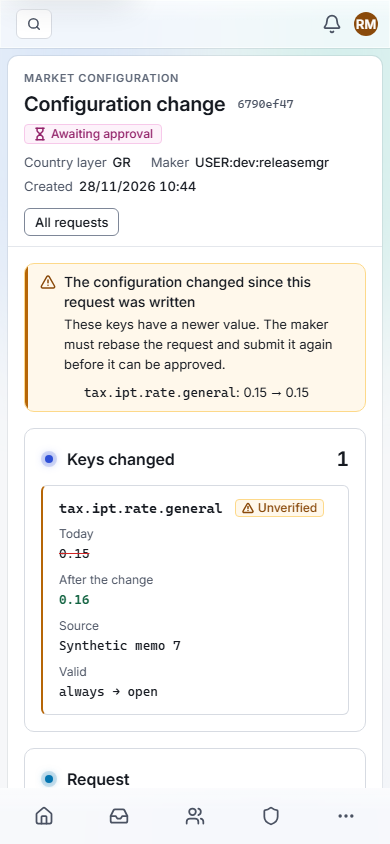 RM
MARKET CONFIGURATION
Configuration change 6790ef47
Awaiting approval
Country layer GR Maker USER:dev:releasemgr
Created 28/11/2026 10:44
All requests
The configuration changed since this
request was written
These keys have a newer value. The maker
must rebase the request and submit it again
before it can be approved.
tax.ipt.rate.general: 0.15 → 0.15
Keys changed 1
tax.ipt.rate.general Unverified
Today
0.15
After the change
0.16
Source
Synthetic memo 7
Valid
always → open
Request